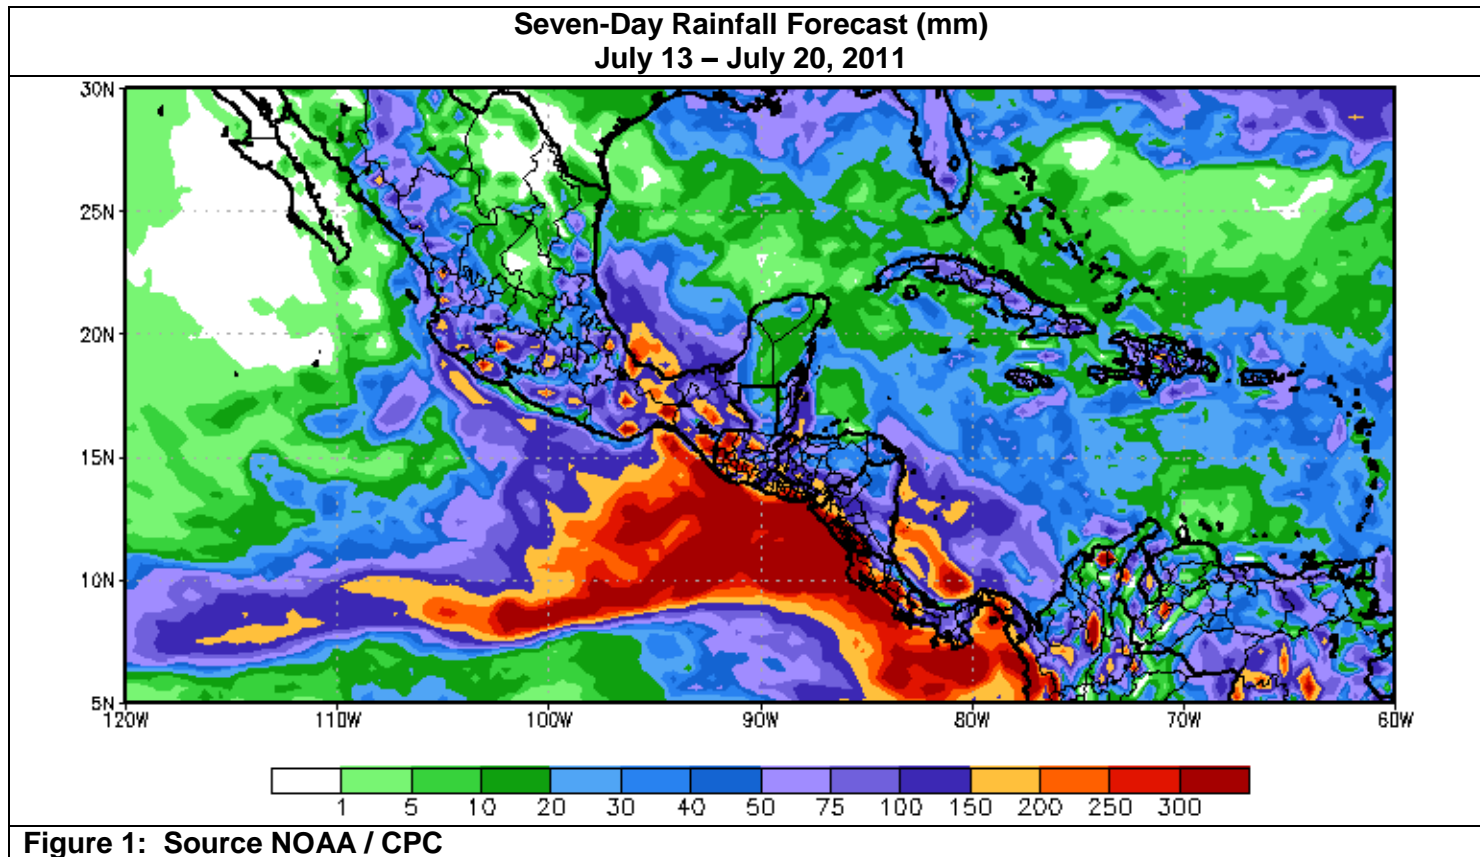 Seven-Day Rainfall Forecast (mm)
July 13 – July 20, 2011
30N
25N
20N
15N
10N
5N
120W 110W 100W 90W 80W 70W 60W
1 5 10 20 30 40 50 75 100 150 200 250 300
Figure 1: Source NOAA / CPC